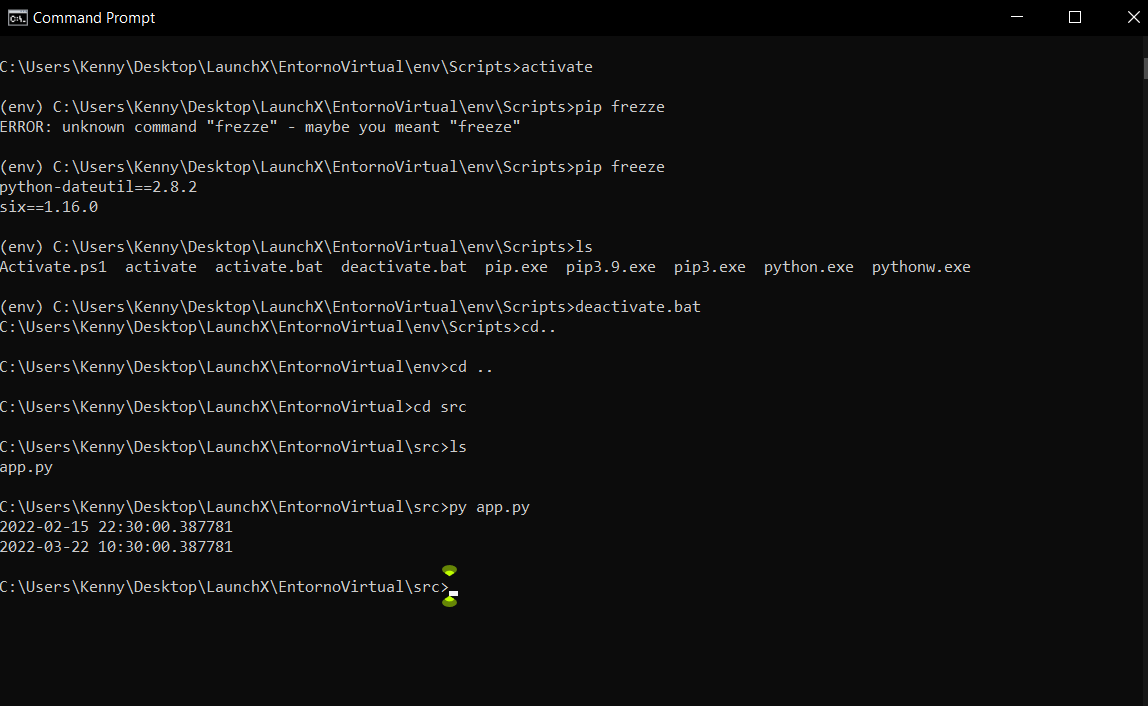 Command Prompt
C:\Users\Kenny\Desktop\LaunchX\EntornoVirtual\env\Scripts>activate
(env) C:\Users\Kenny\Desktop\LaunchX\EntornoVirtual\env\Scripts>pip frezze
ERROR: unknown command "frezze" - maybe you meant "freeze"
(env) C:\Users\Kenny\Desktop\LaunchX\EntornoVirtual\env\Scripts>pip freeze
python-dateutil==2.8.2
six==1.16.0
(env) C:\Users\Kenny\Desktop\LaunchX\EntornoVirtual\env\Scripts>ls
Activate.ps1  activate  activate.bat  deactivate.bat  pip.exe  pip3.9.exe  pip3.exe  python.exe  pythonw.exe
(env) C:\Users\Kenny\Desktop\LaunchX\EntornoVirtual\env\Scripts>deactivate.bat
C:\Users\Kenny\Desktop\LaunchX\EntornoVirtual\env\Scripts>cd..
C:\Users\Kenny\Desktop\LaunchX\EntornoVirtual\env>cd ..
C:\Users\Kenny\Desktop\LaunchX\EntornoVirtual>cd src
C:\Users\Kenny\Desktop\LaunchX\EntornoVirtual\src>ls
app.py
C:\Users\Kenny\Desktop\LaunchX\EntornoVirtual\src>py app.py
2022-02-15 22:30:00.387781
2022-03-22 10:30:00.387781
C:\Users\Kenny\Desktop\LaunchX\EntornoVirtual\src>